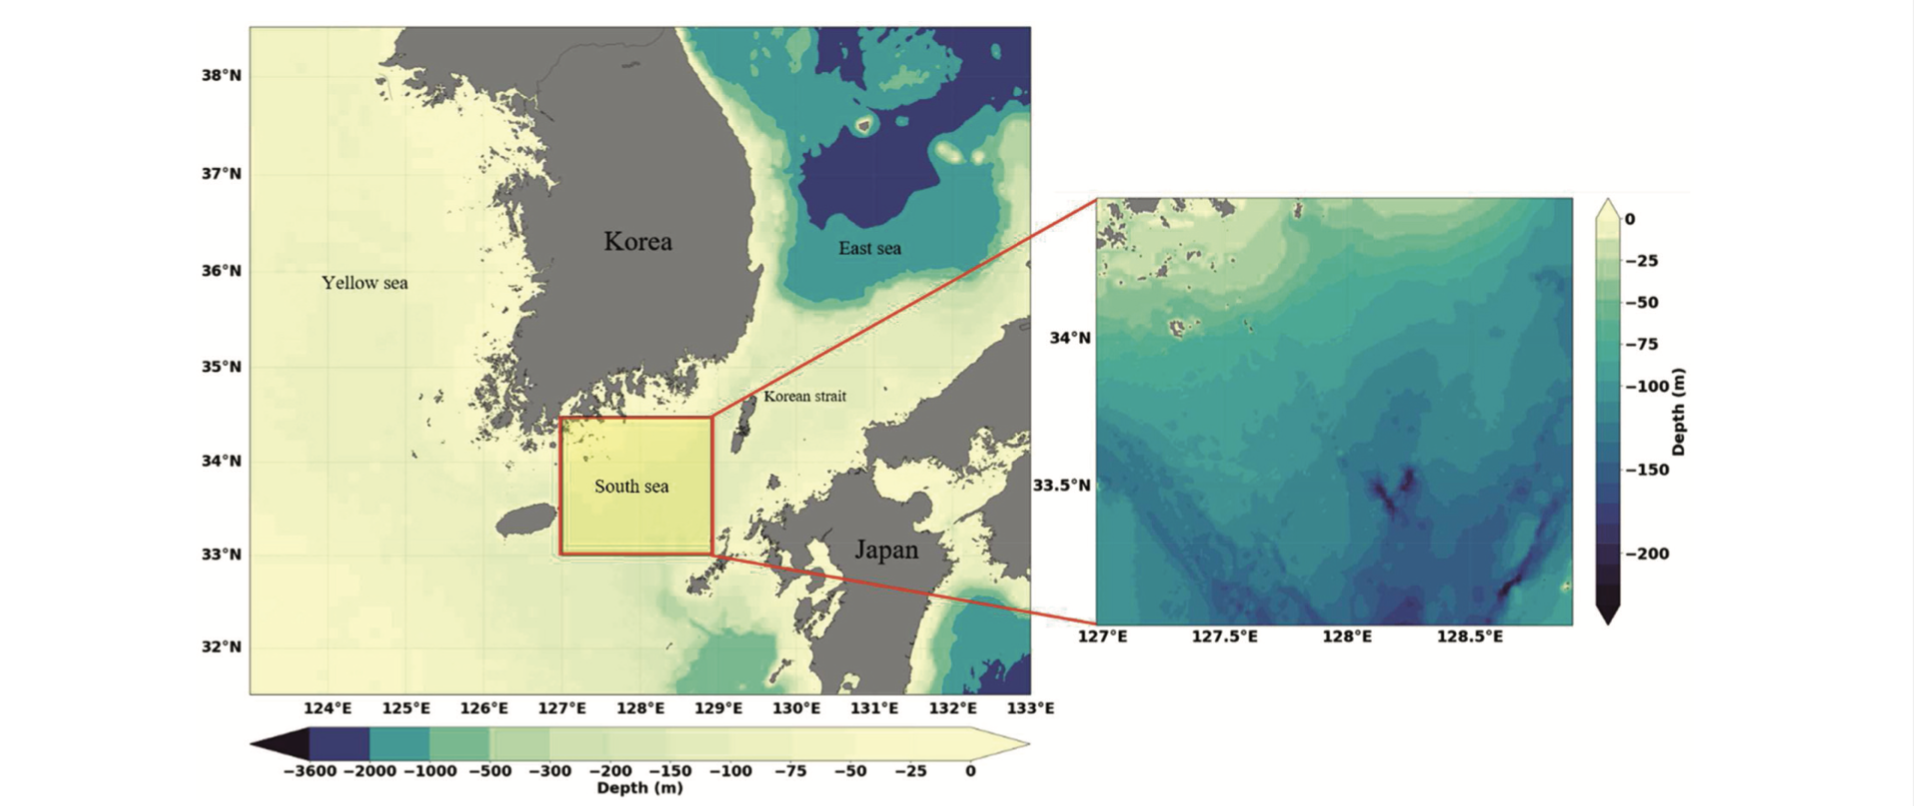 38°N
37°N
36°N
35°N
34°N
33°N
32°N
Korea
Yellow sea
East sea
Korean strait
South sea
Japan
124°E 125°E 126°E 127°E 128°E 129°E 130°E 131°E 132°E 133°E
−3600 −2000 −1000 −500 −300 −200 −150 −100 −75 −50 −25 0
Depth (m)
34°N
33.5°N
127°E 127.5°E 128°E 128.5°E
0
−25
−50
−75
−100
−150
−200
Depth (m)